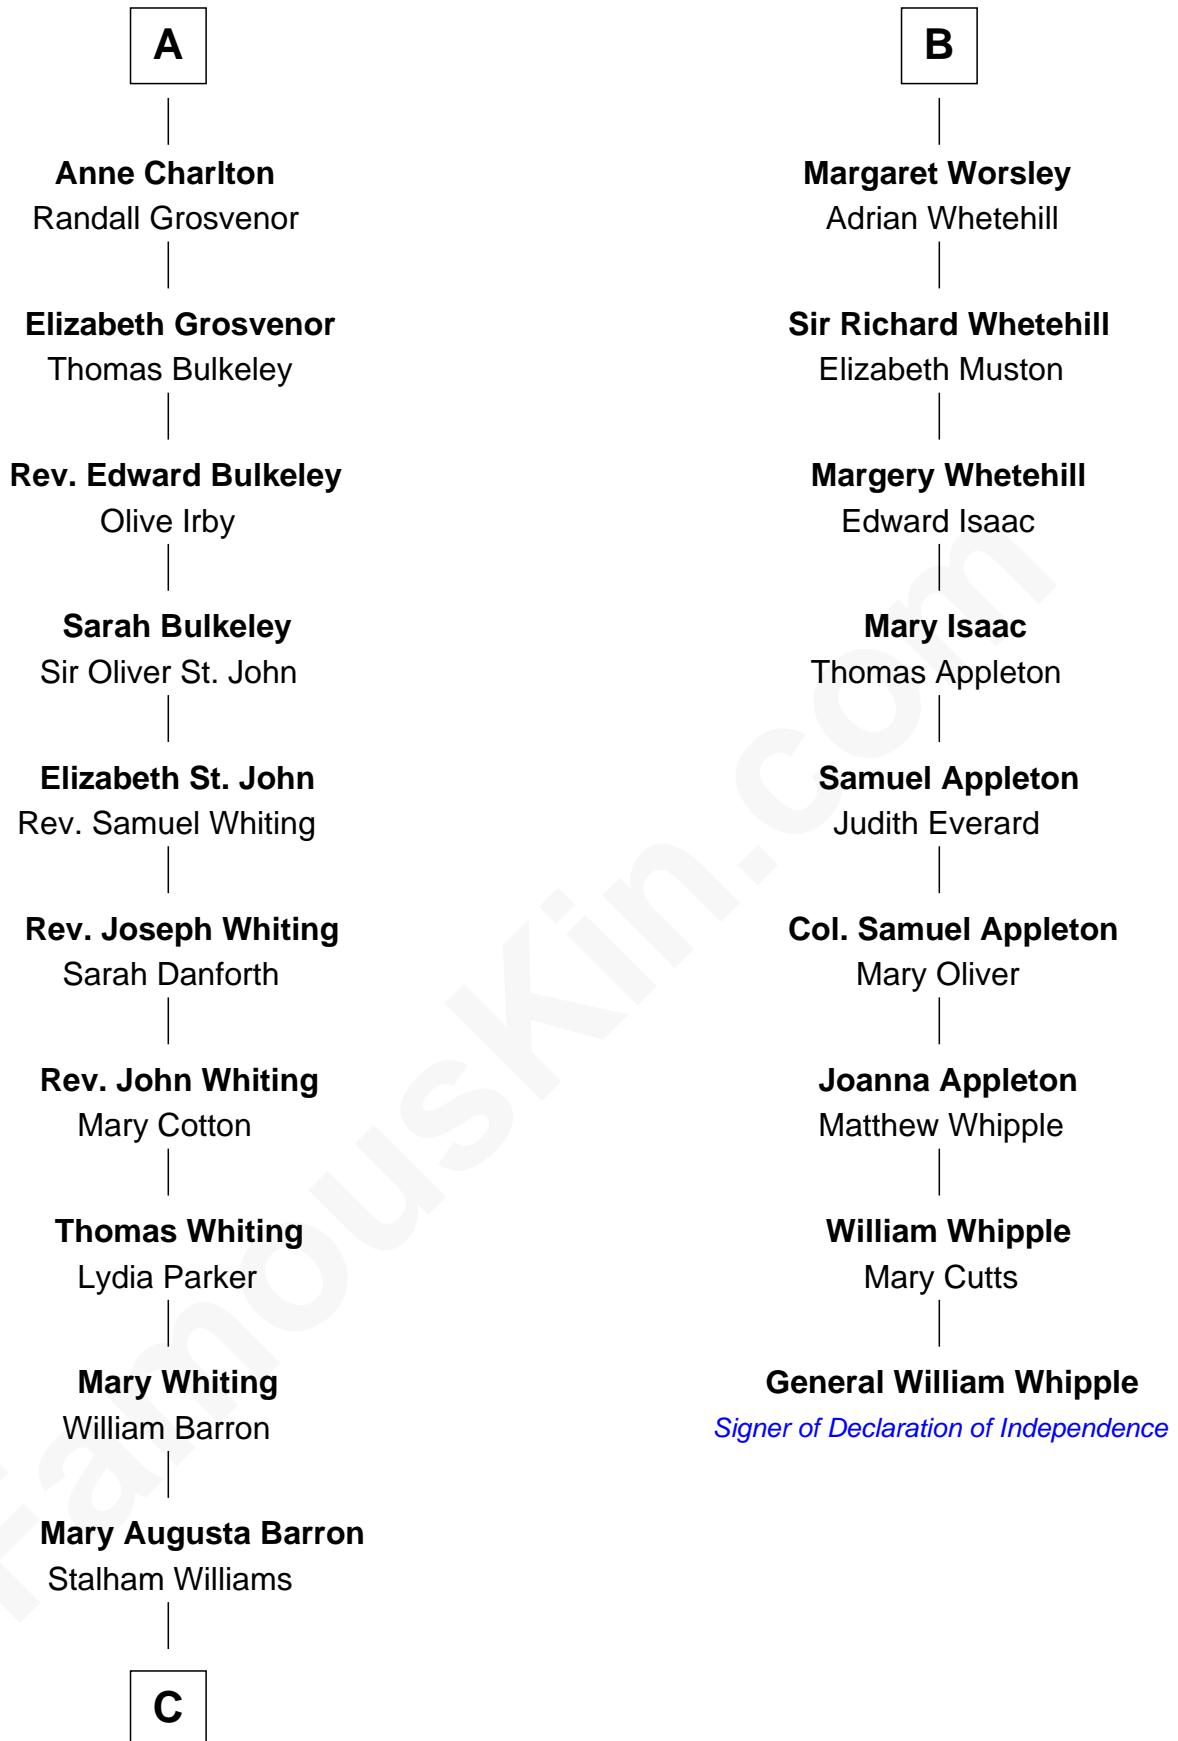 A
Anne Charlton
Randall Grosvenor
Elizabeth Grosvenor
Thomas Bulkeley
Rev. Edward Bulkeley
Olive Irby
Sarah Bulkeley
Sir Oliver St. John
Elizabeth St. John
Rev. Samuel Whiting
Rev. Joseph Whiting
Sarah Danforth
Rev. John Whiting
Mary Cotton
Thomas Whiting
Lydia Parker
Mary Whiting
William Barron
Mary Augusta Barron
Stalham Williams
C
B
Margaret Worsley
Adrian Whetehill
Sir Richard Whetehill
Elizabeth Muston
Margery Whetehill
Edward Isaac
Mary Isaac
Thomas Appleton
Samuel Appleton
Judith Everard
Col. Samuel Appleton
Mary Oliver
Joanna Appleton
Matthew Whipple
William Whipple
Mary Cutts
General William Whipple
Signer of Declaration of Independence
FamousKin.com